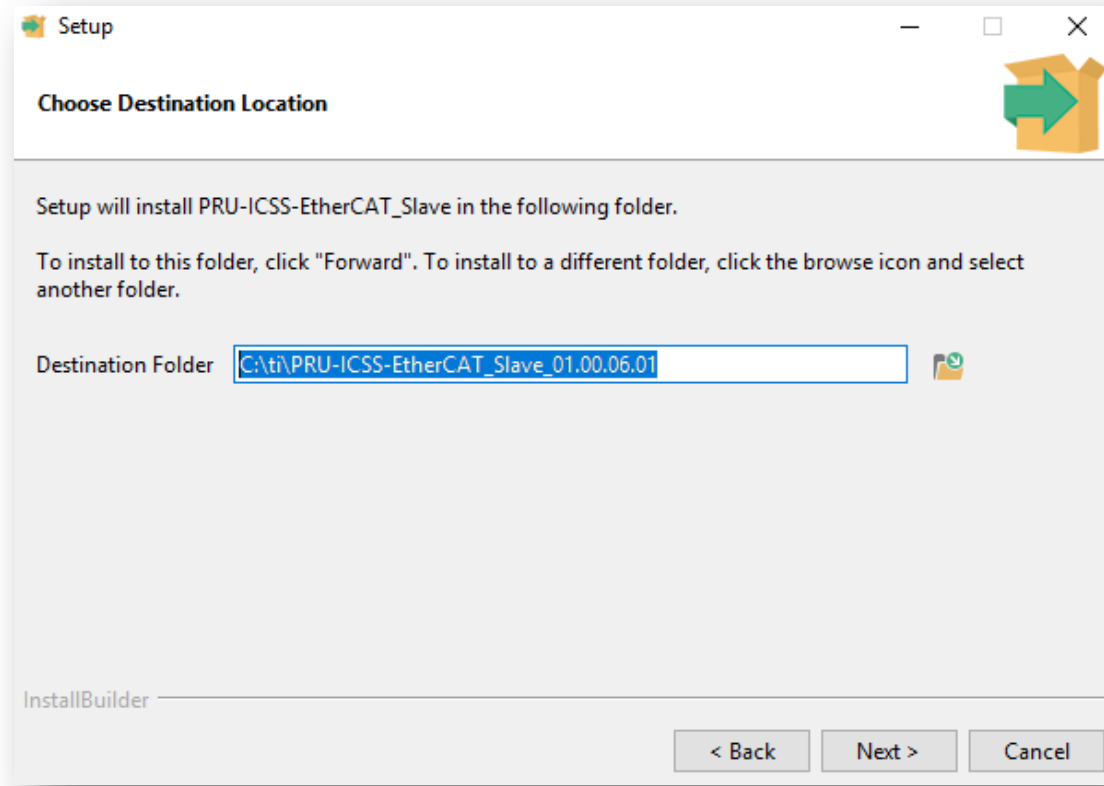 Setup
Choose Destination Location
Setup will install PRU-ICSS-EtherCAT_Slave in the following folder.
To install to this folder, click "Forward". To install to a different folder, click the browse icon and select
another folder.
Destination Folder C:\ti\PRU-ICSS-EtherCAT_Slave_01.00.06.01
InstallBuilder
< Back Next > Cancel